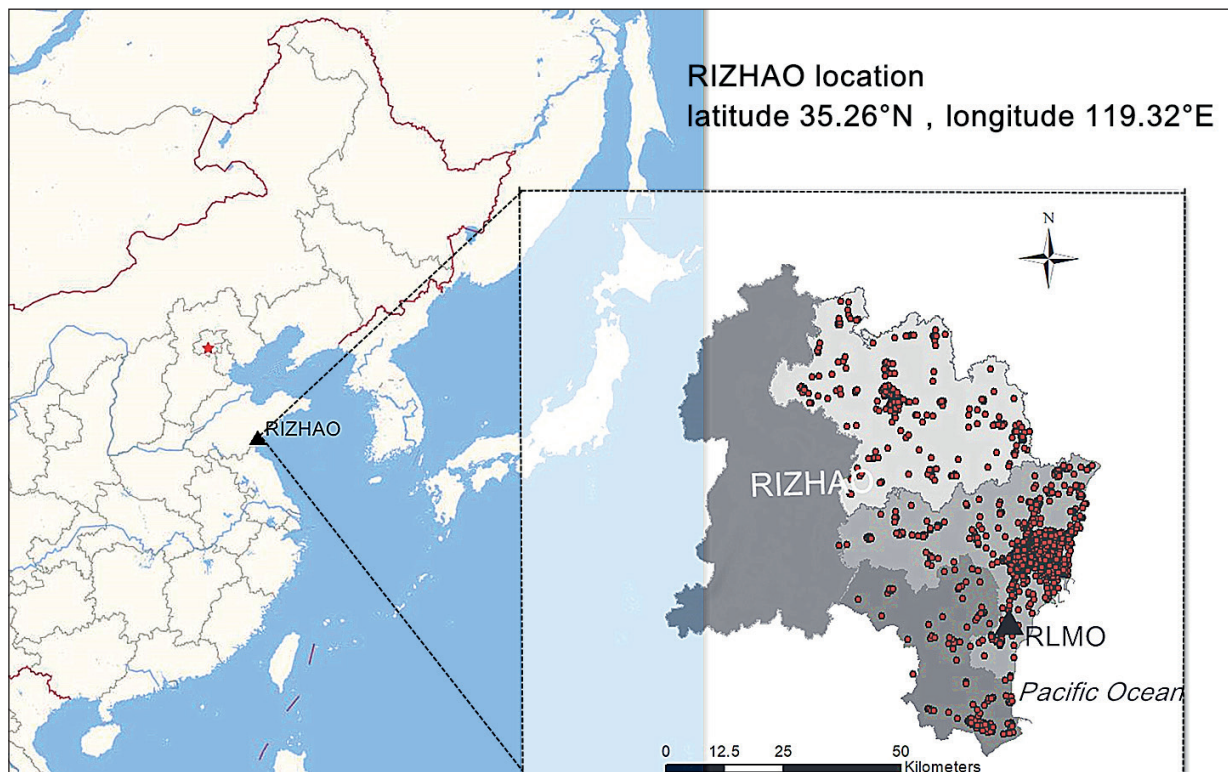 RIZHAO location
latitude 35.26°N , longitude 119.32°E
N
RIZHAO
RIZHAO
RLMO
Pacific Ocean
0 12.5 25 50
Kilometers